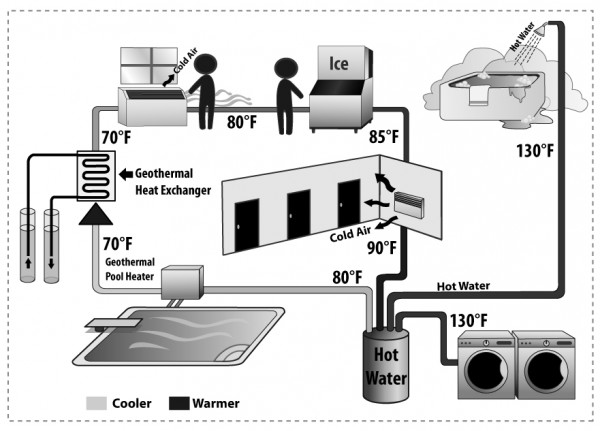 Ice
Cold Air
Hot Water
70°F
80°F
85°F
130°F
Geothermal
Heat Exchanger
Cold Air
90°F
70°F
Geothermal
Pool Heater
80°F
Hot Water
130°F
Hot
Water
Cooler
Warmer